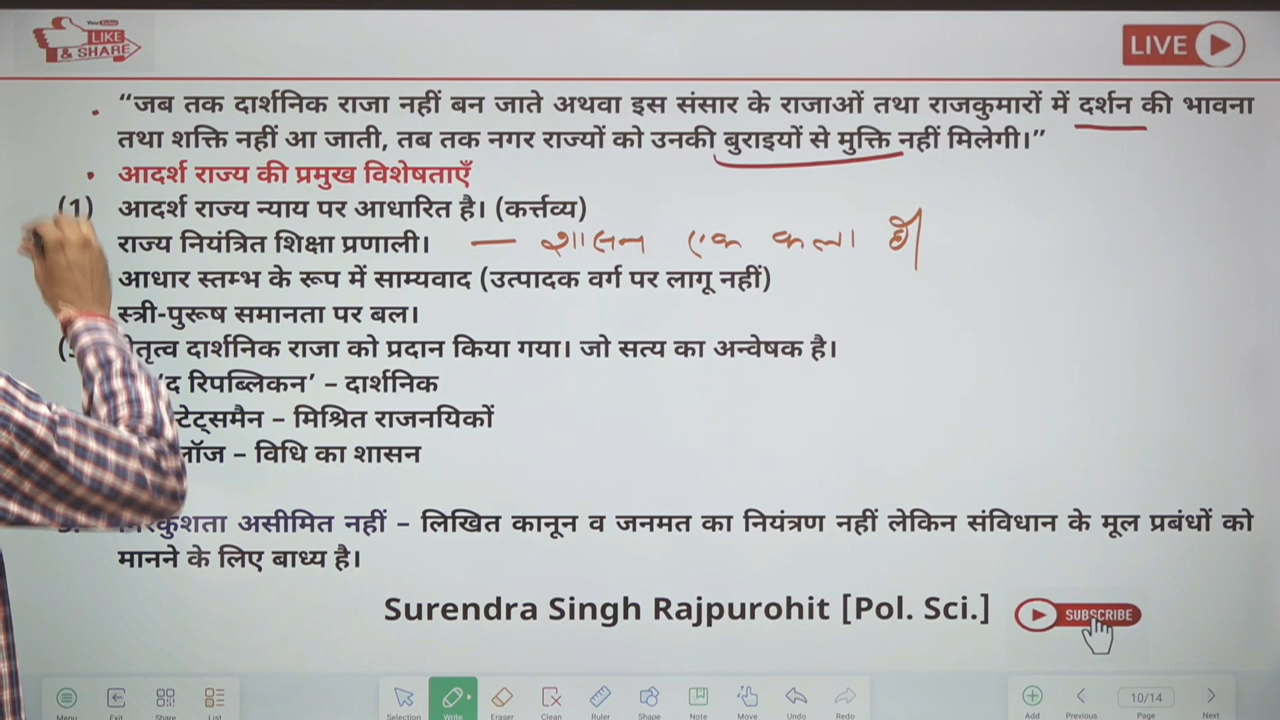 YouTube
LIKE
& SHARE
LIVE
“जब तक दार्शनिक राजा नहीं बन जाते अथवा इस संसार के राजाओं तथा राजकुमारों में दर्शन की भावना
तथा शक्ति नहीं आ जाती, तब तक नगर राज्यों को उनकी बुराइयों से मुक्ति नहीं मिलेगी।”
आदर्श राज्य की प्रमुख विशेषताएँ
(1) आदर्श राज्य न्याय पर आधारित है। (कर्त्तव्य)
राज्य नियंत्रित शिक्षा प्रणाली। — शासन एक कला है
आधार स्तम्भ के रूप में साम्यवाद (उत्पादक वर्ग पर लागू नहीं)
स्त्री-पुरूष समानता पर बल।
दार्शनिक राजा को प्रदान किया गया। जो सत्य का अन्वेषक है।
‘द रिपब्लिकन’ – दार्शनिक
– मिश्रित राजनयिकों
– विधि का शासन
असीमित नहीं – लिखित कानून व जनमत का नियंत्रण नहीं लेकिन संविधान के मूल प्रबंधों को
मानने के लिए बाध्य है।
Surendra Singh Rajpurohit [Pol. Sci.]
SUBSCRIBE
Menu Exit Share List Selection Write Eraser Clean Ruler Shape Note Move Undo Redo Add Previous 10/14 Page Next